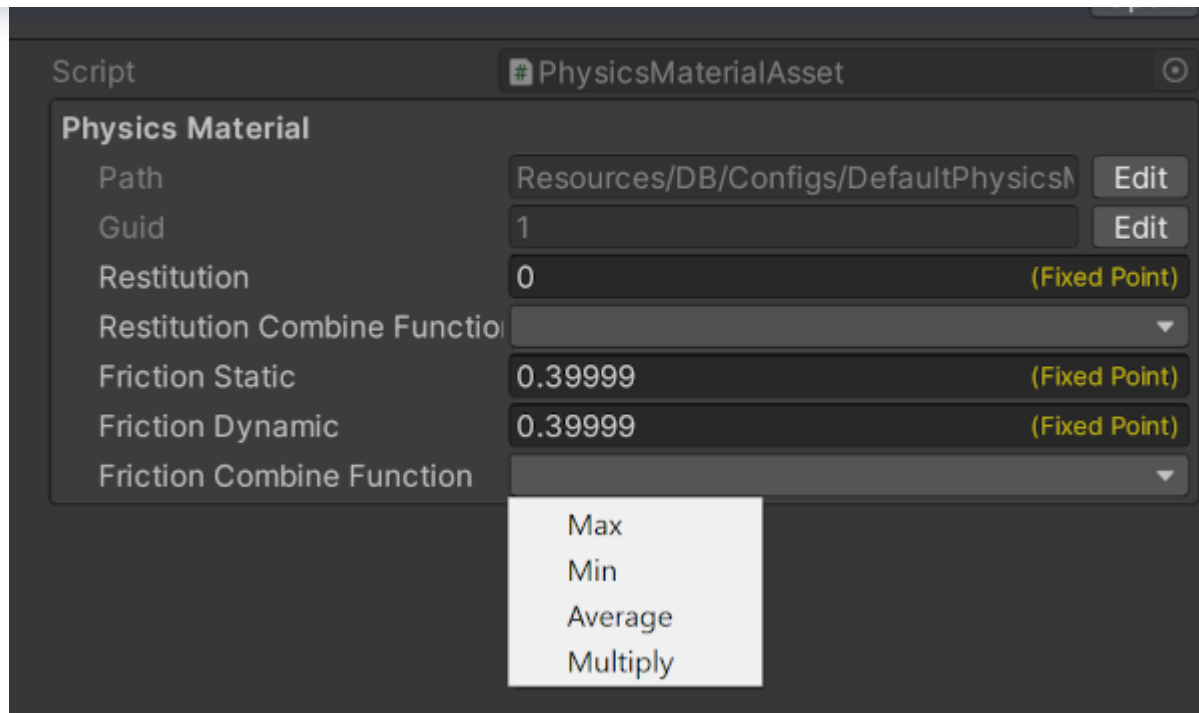 Script # PhysicsMaterialAsset
Physics Material
Path Resources/DB/Configs/DefaultPhysics Edit
Guid 1 Edit
Restitution 0 (Fixed Point)
Restitution Combine Functio
Friction Static 0.39999 (Fixed Point)
Friction Dynamic 0.39999 (Fixed Point)
Friction Combine Function
Max
Min
Average
Multiply